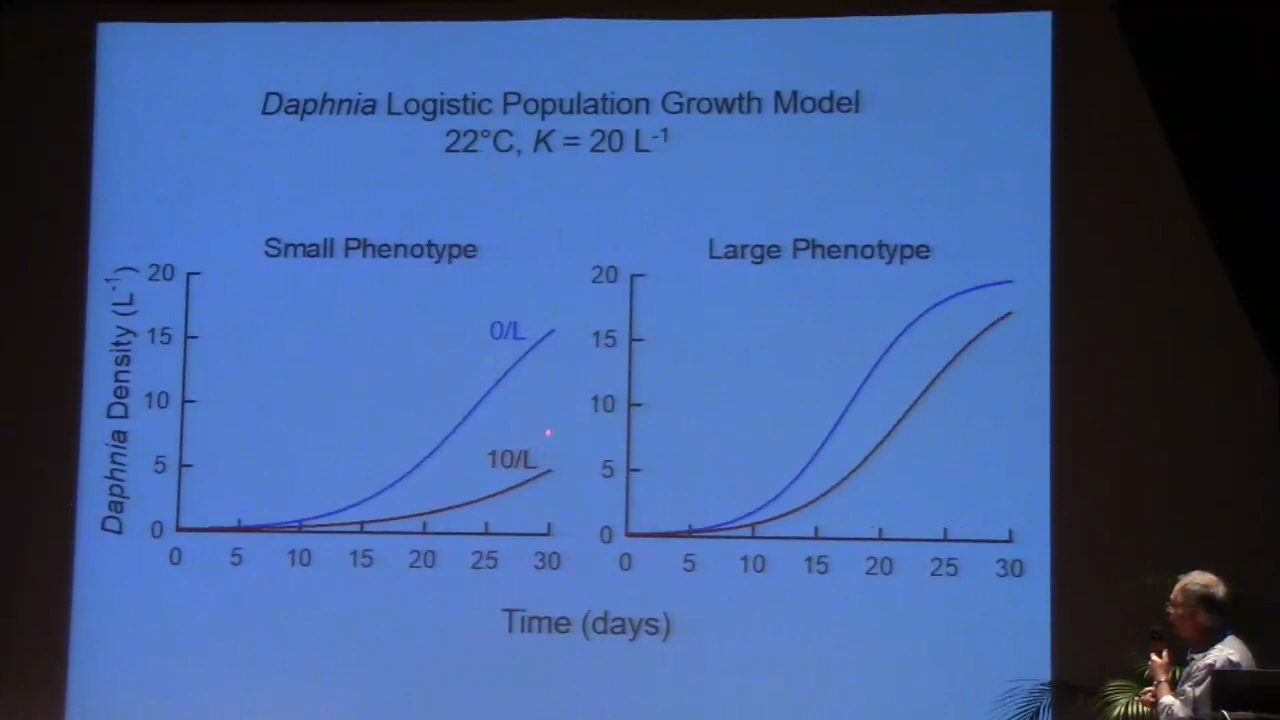 Daphnia Logistic Population Growth Model
22°C, K = 20 L⁻¹
Small Phenotype
Large Phenotype
Daphnia Density (L⁻¹)
20
15
10
5
0
0/L
10/L
0 5 10 15 20 25 30
20
15
10
5
0
0 5 10 15 20 25 30
Time (days)